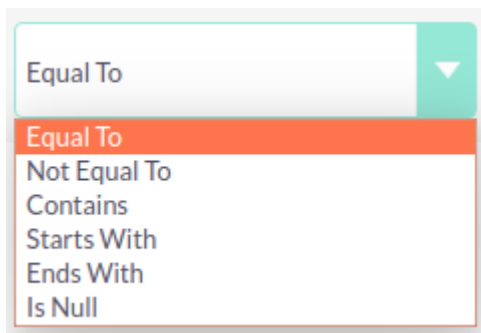 Equal To
Equal To
Not Equal To
Contains
Starts With
Ends With
Is Null